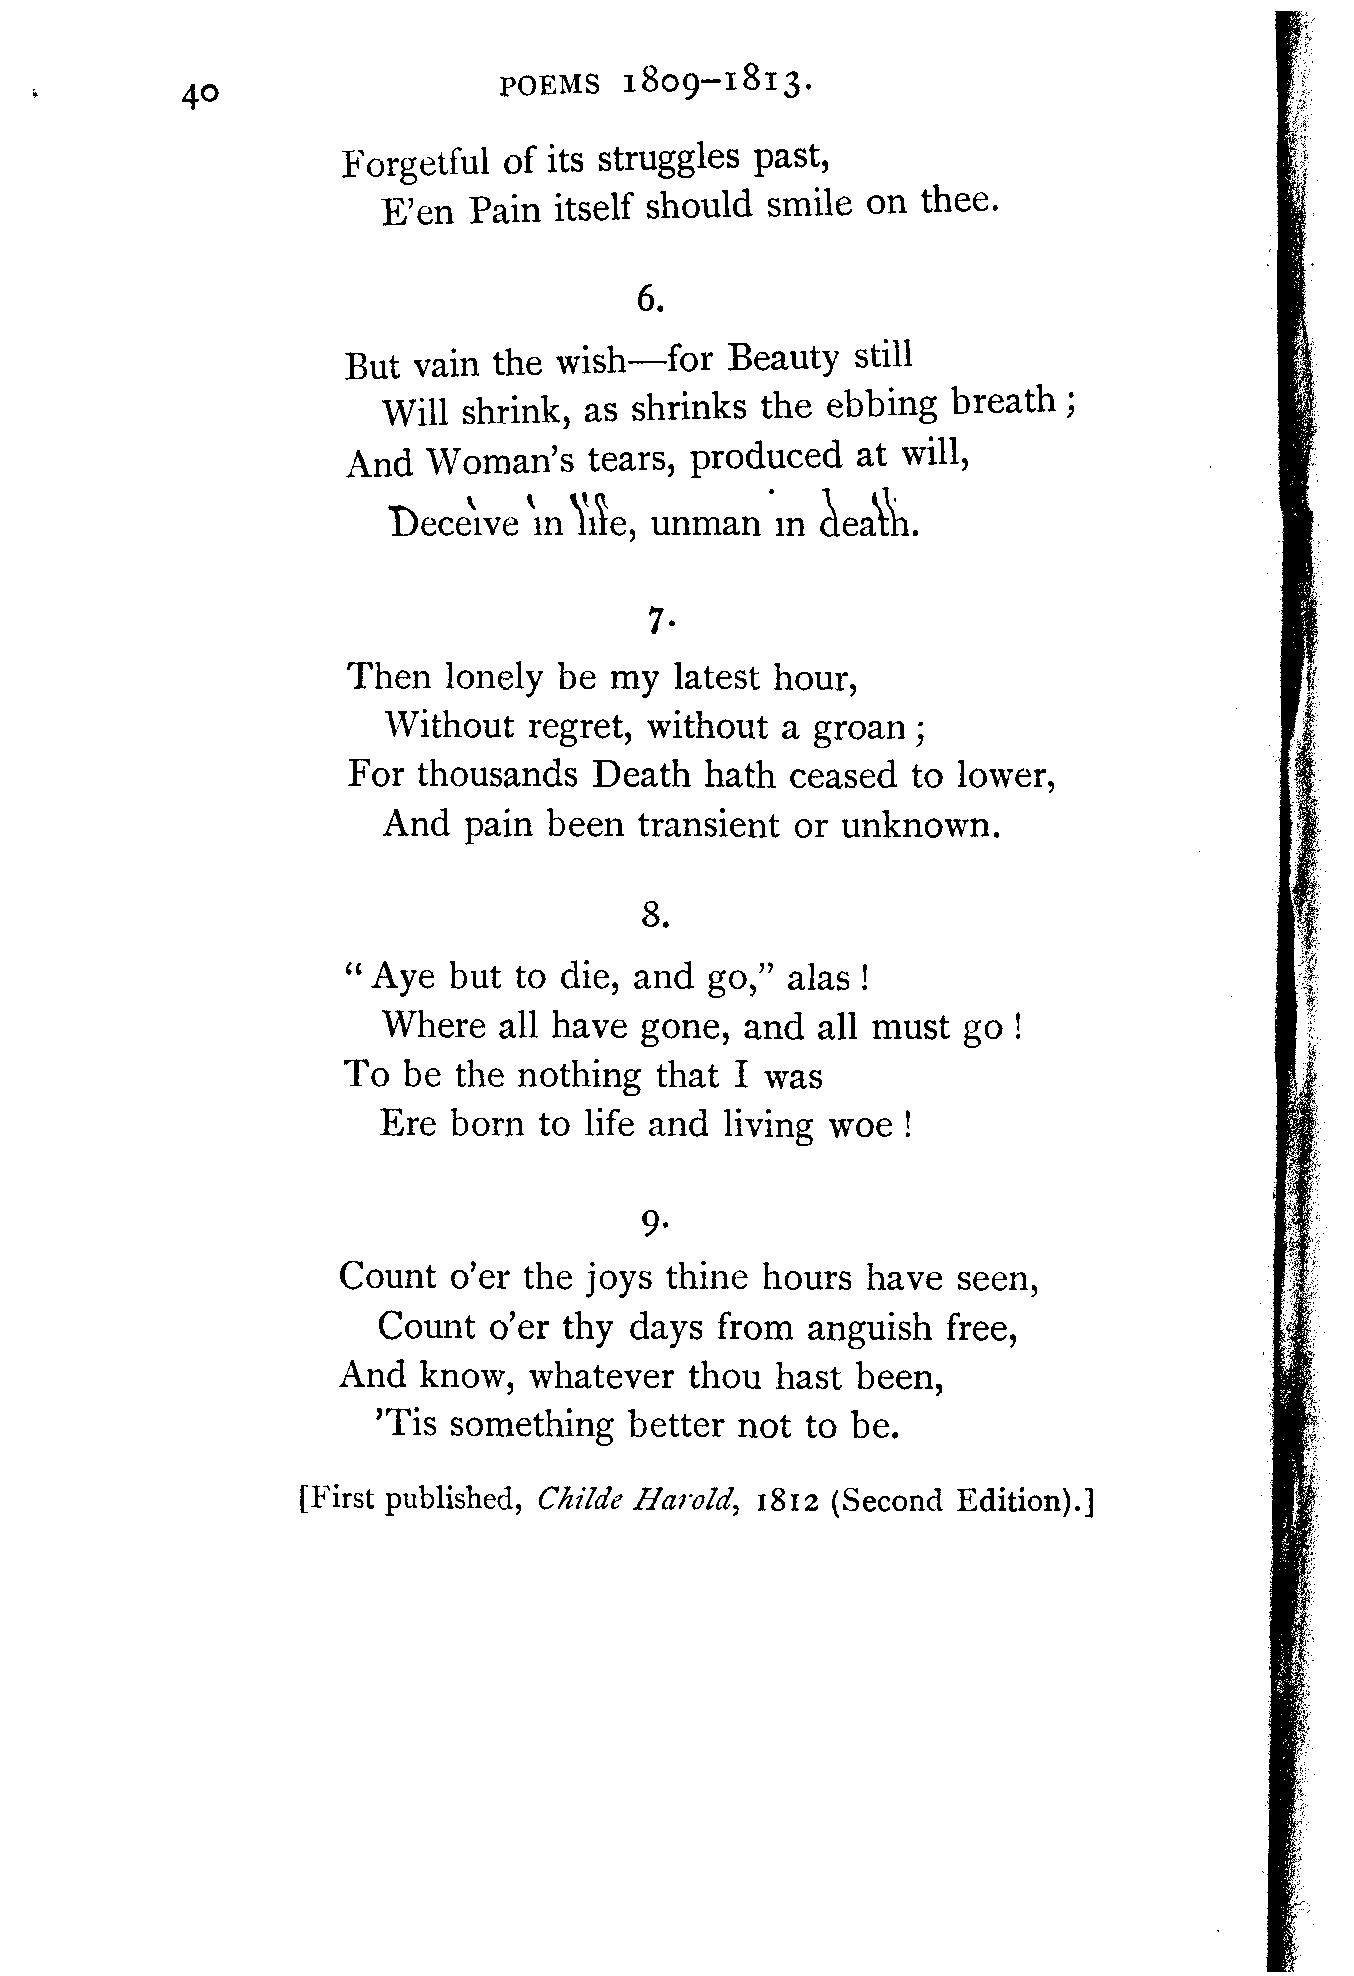 40 POEMS 1809–1813.
Forgetful of its struggles past,
E'en Pain itself should smile on thee.
6.
But vain the wish—for Beauty still
Will shrink, as shrinks the ebbing breath;
And Woman's tears, produced at will,
Deceive in life, unman in death.
7.
Then lonely be my latest hour,
Without regret, without a groan;
For thousands Death hath ceased to lower,
And pain been transient or unknown.
8.
"Aye but to die, and go," alas!
Where all have gone, and all must go!
To be the nothing that I was
Ere born to life and living woe!
9.
Count o'er the joys thine hours have seen,
Count o'er thy days from anguish free,
And know, whatever thou hast been,
'Tis something better not to be.
[First published, Childe Harold, 1812 (Second Edition).]